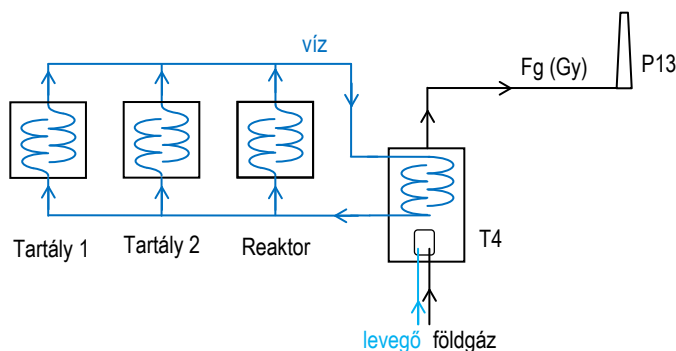 víz
Fg (Gy)
P13
Tartály 1
Tartály 2
Reaktor
T4
levegő
földgáz